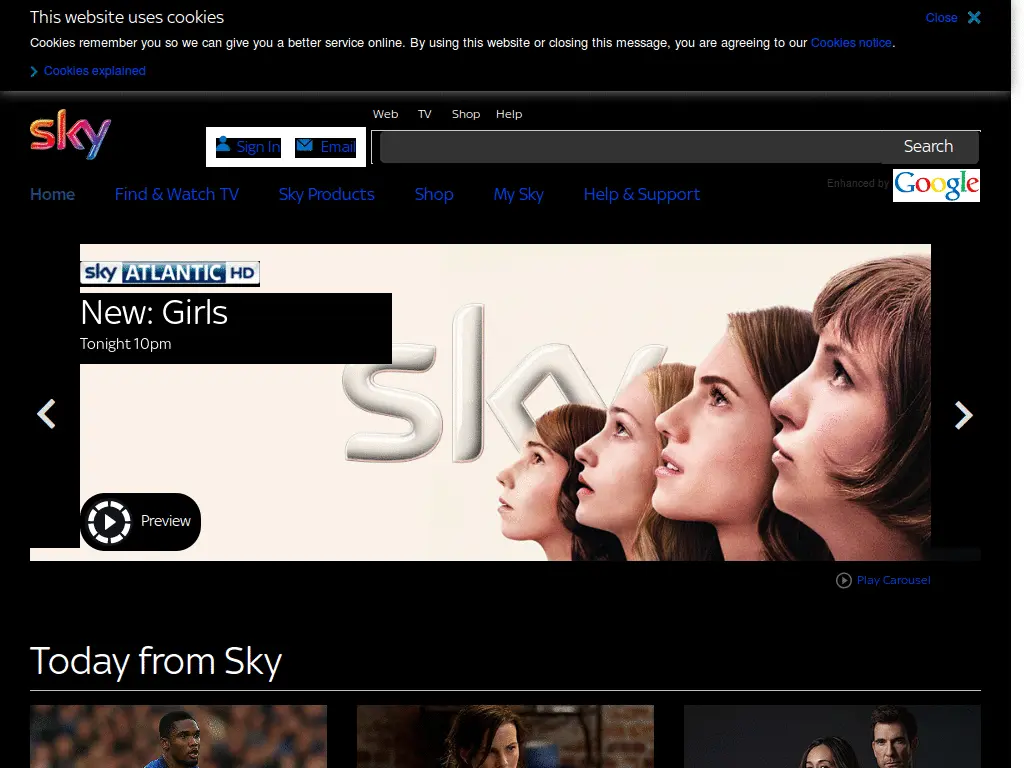 This website uses cookies
Close
Cookies remember you so we can give you a better service online. By using this website or closing this message, you are agreeing to our Cookies notice.
Cookies explained
Web TV Shop Help
sky
Sign In Email
Search
Home Find & Watch TV Sky Products Shop My Sky Help & Support
Enhanced by Google
sky ATLANTIC HD
New: Girls
Tonight 10pm
sky
Preview
Play Carousel
Today from Sky